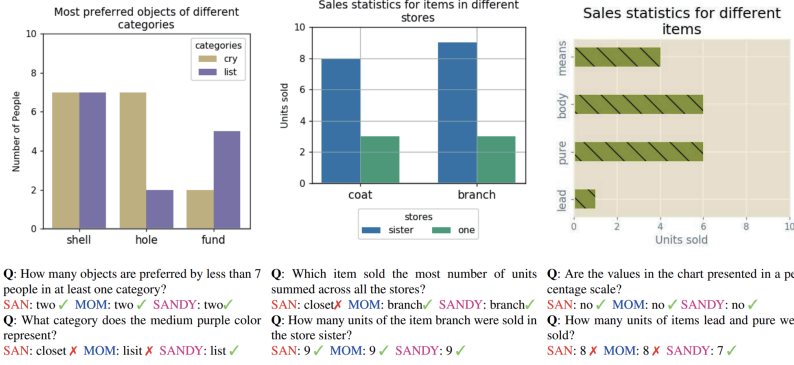 Most preferred objects of different
categories
10
8
6
4
2
0
Number of People
categories
cry
list
shell hole fund
Sales statistics for items in different
stores
10
8
6
4
2
0
Units sold
coat branch
stores
sister one
Sales statistics for different
items
means
body
pure
lead
0 2 4 6 8 10
Units sold
Q: How many objects are preferred by less than 7
people in at least one category?
SAN: two ✓ MOM: two ✓ SANDY: two✓
Q: What category does the medium purple color
represent?
SAN: closet ✗ MOM: lisit ✗ SANDY: list ✓
Q: Which item sold the most number of units
summed across all the stores?
SAN: closet✗ MOM: branch✓ SANDY: branch✓
Q: How many units of the item branch were sold in
the store sister?
SAN: 9 ✓ MOM: 9 ✓ SANDY: 9 ✓
Q: Are the values in the chart presented in a pe
centage scale?
SAN: no ✓ MOM: no ✓ SANDY: no ✓
Q: How many units of items lead and pure we
sold?
SAN: 8 ✗ MOM: 8 ✗ SANDY: 7 ✓